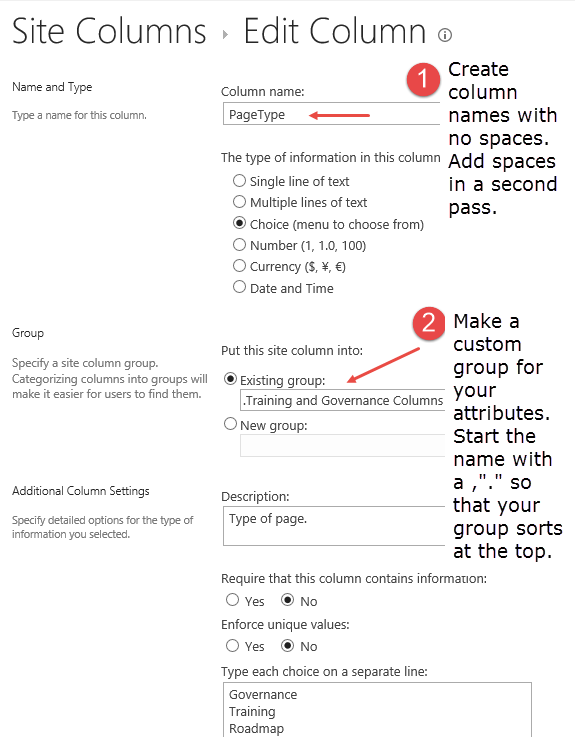 Site Columns ▸ Edit Column ⓘ
Name and Type
Type a name for this column.
Column name:
PageType
1
Create
column
names with
no spaces.
Add spaces
in a second
pass.
The type of information in this column
Single line of text
Multiple lines of text
Choice (menu to choose from)
Number (1, 1.0, 100)
Currency ($, ¥, €)
Date and Time
Group
Specify a site column group.
Categorizing columns into groups will
make it easier for users to find them.
Put this site column into:
Existing group:
.Training and Governance Columns
New group:
2
Make a
custom
group for
your
attributes.
Start the
name with
a ,"." so
that your
group sorts
at the top.
Additional Column Settings
Specify detailed options for the type of
information you selected.
Description:
Type of page.
Require that this column contains information:
Yes No
Enforce unique values:
Yes No
Type each choice on a separate line:
Governance
Training
Roadmap